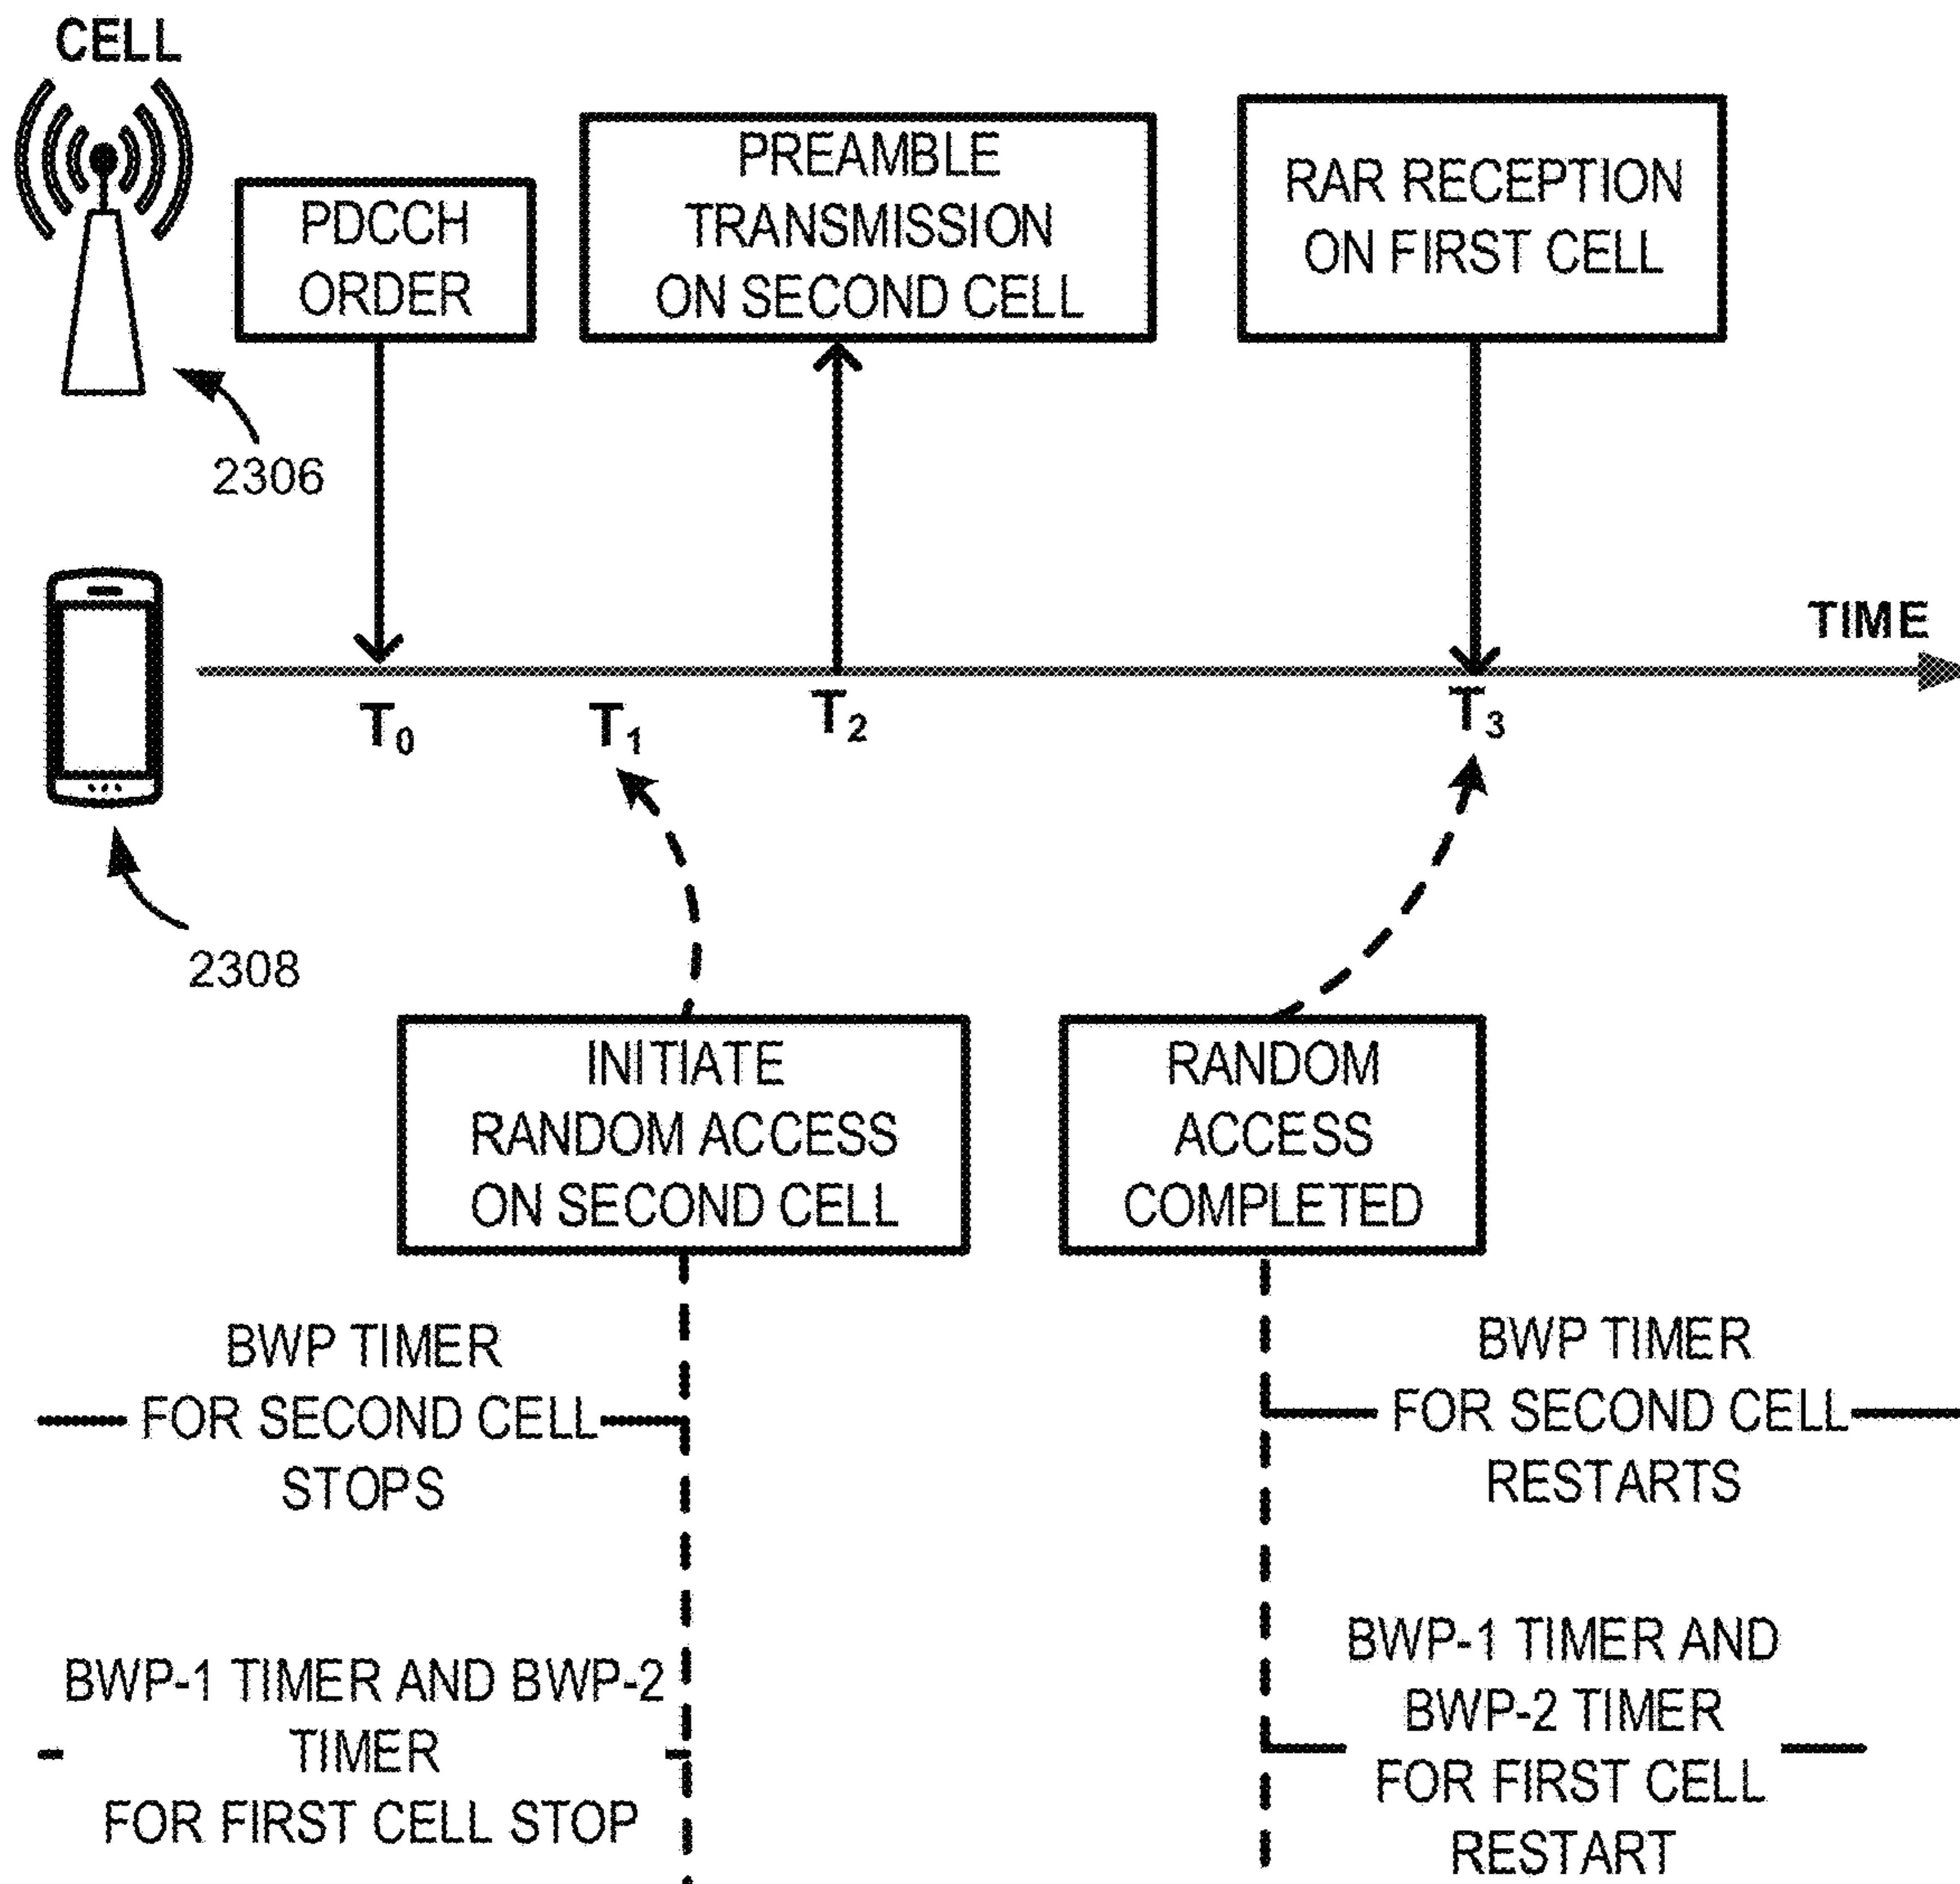 CELL
PDCCH
ORDER
PREAMBLE
TRANSMISSION
ON SECOND CELL
RAR RECEPTION
ON FIRST CELL
2306
TIME
T0
T1
T2
T3
2308
INITIATE
RANDOM ACCESS
ON SECOND CELL
RANDOM
ACCESS
COMPLETED
BWP TIMER
FOR SECOND CELL
STOPS
BWP TIMER
FOR SECOND CELL
RESTARTS
BWP-1 TIMER AND BWP-2
TIMER
FOR FIRST CELL STOP
BWP-1 TIMER AND
BWP-2 TIMER
FOR FIRST CELL
RESTART